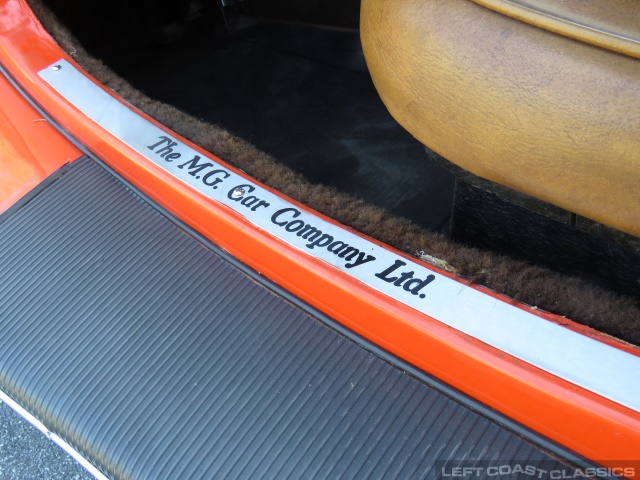 The M.G. Car Company Ltd.
LEFT COAST CLASSICS